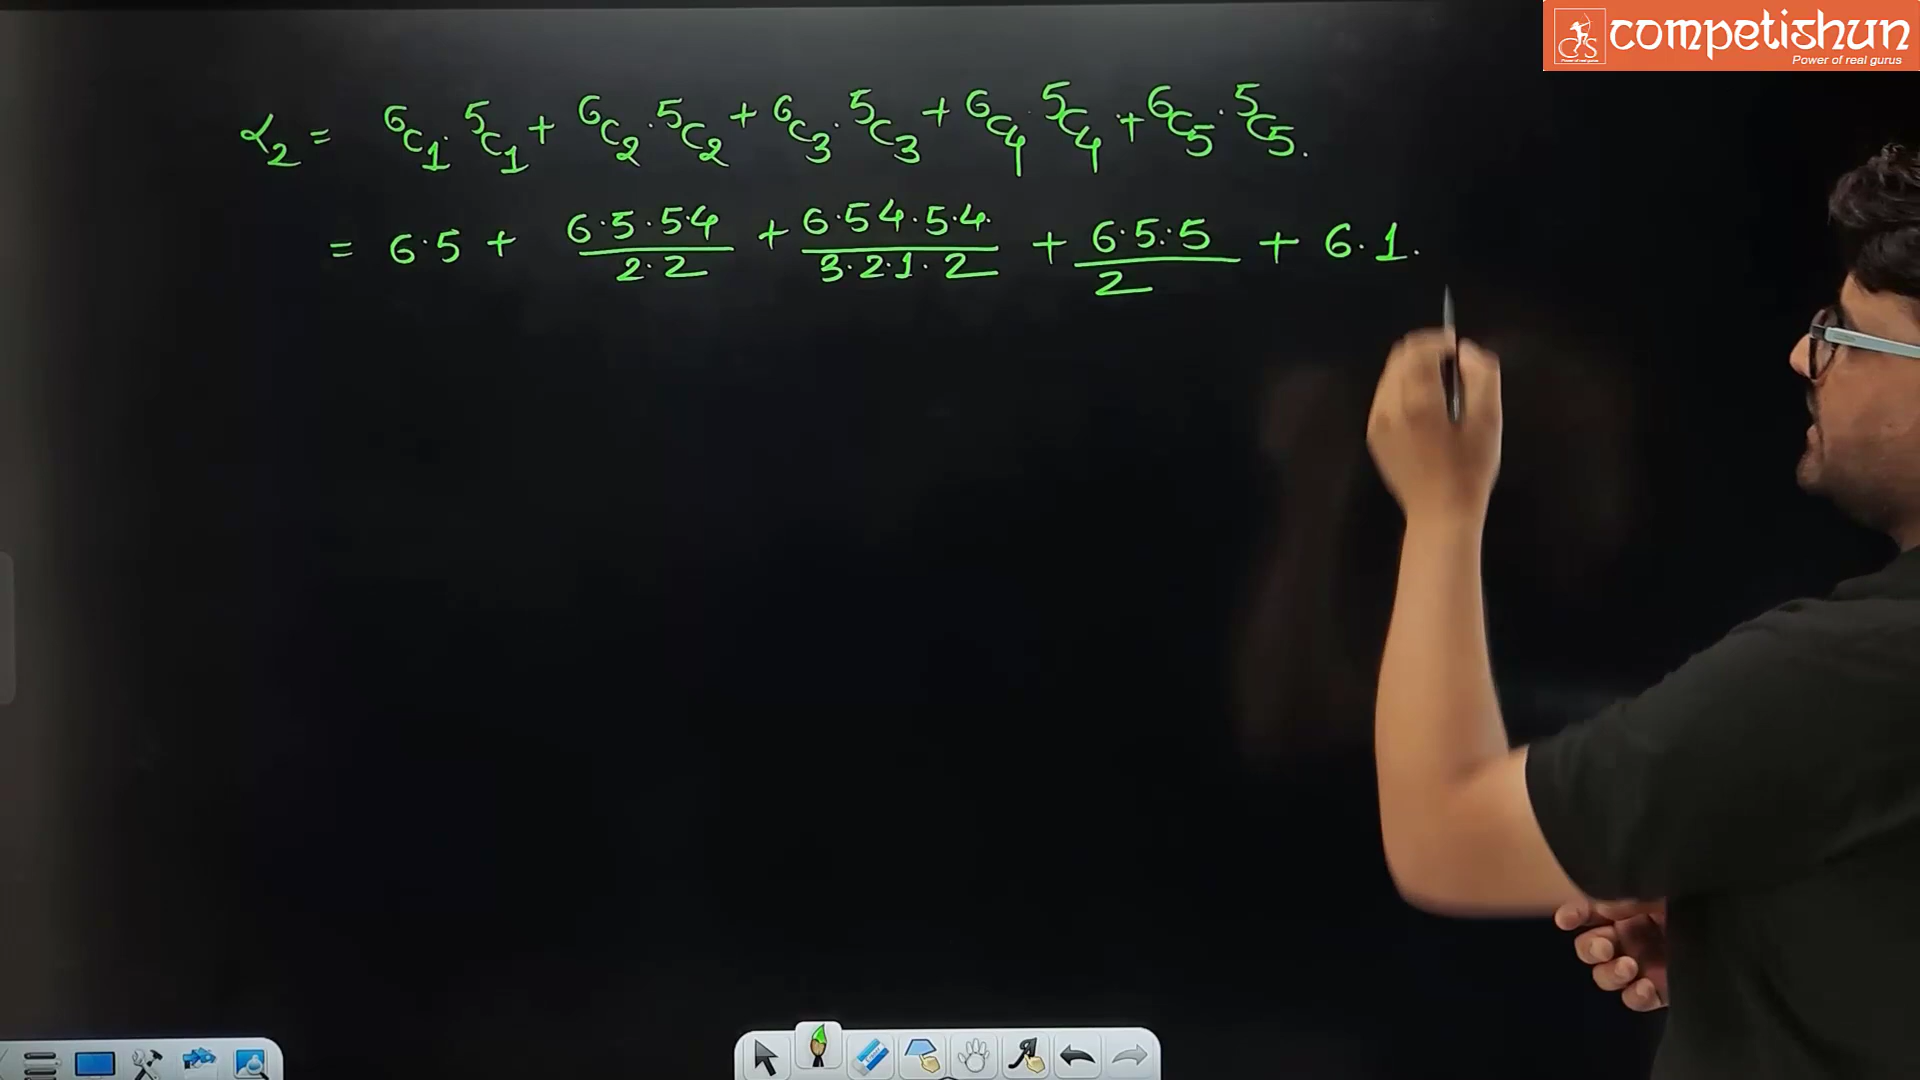 competishun
Power of real gurus
α₂ = ⁶C₁·⁵C₁ + ⁶C₂·⁵C₂ + ⁶C₃·⁵C₃ + ⁶C₄·⁵C₄ + ⁶C₅·⁵C₅.
= 6·5 + 6·5·5·4/2·2 + 6·5·4·5·4/3·2·1·2 + 6·5·5/2 + 6·1.